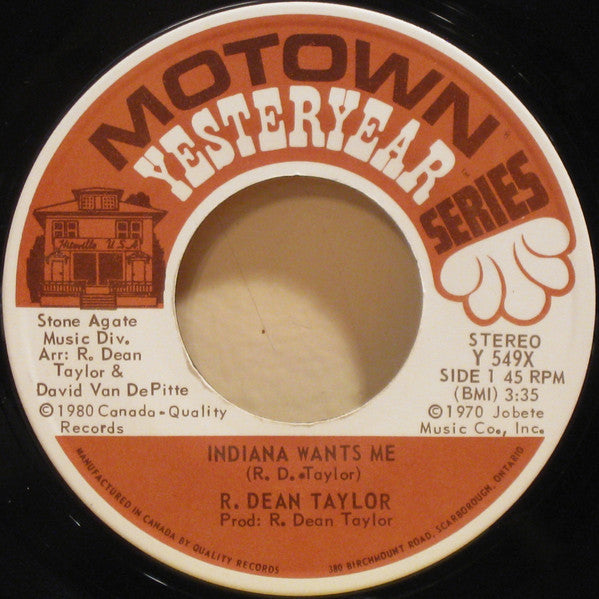 MOTOWN
YESTERYEAR
SERIES
™
Hitsville U.S.A
Stone Agate
Music Div.
Arr: R. Dean
Taylor &
David Van DePitte
©1980 Canada-Quality
Records
STEREO
Y 549X
SIDE 1 45 RPM
(BMI) 3:35
©1970 Jobete
Music Co., Inc.
INDIANA WANTS ME
(R. D. Taylor)
R. DEAN TAYLOR
Prod: R. Dean Taylor
MANUFACTURED IN CANADA BY QUALITY RECORDS
380 BIRCHMOUNT ROAD, SCARBOROUGH, ONTARIO